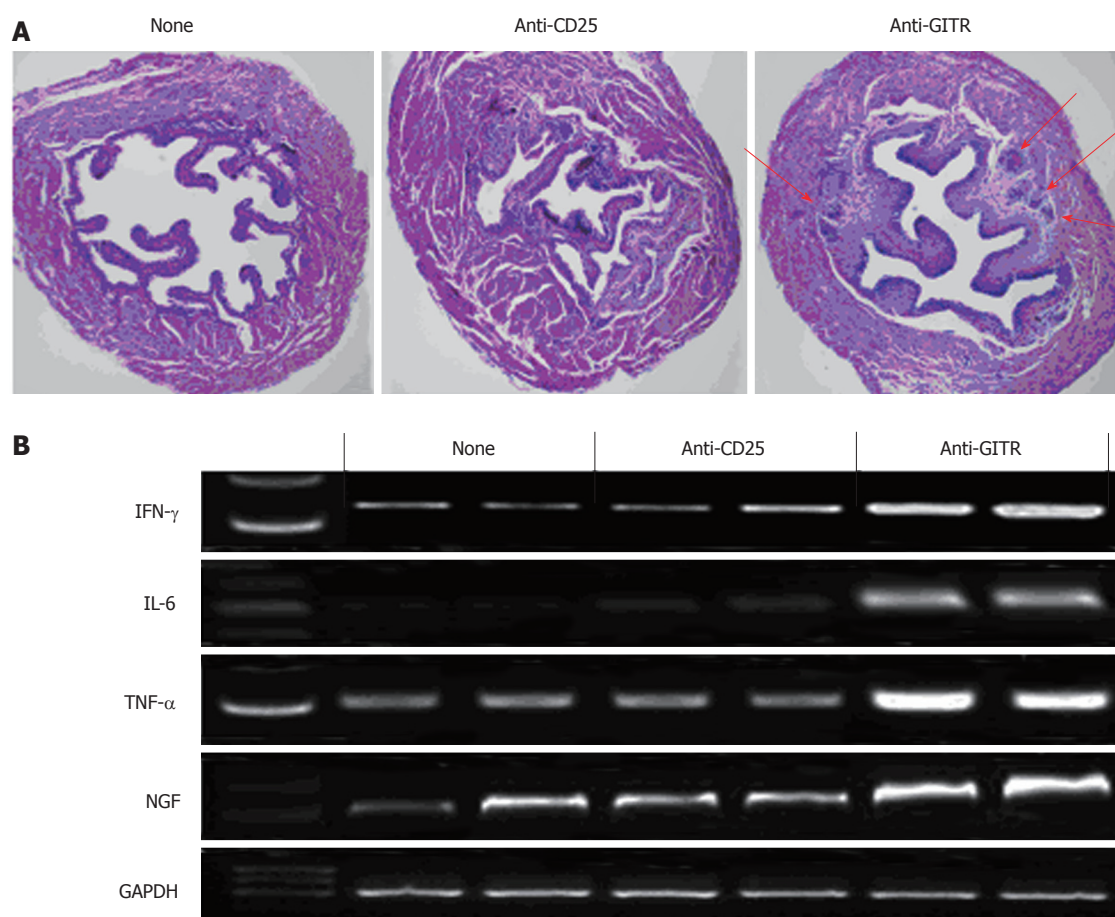 A
None Anti-CD25 Anti-GITR
B
None Anti-CD25 Anti-GITR
IFN-γ
IL-6
TNF-α
NGF
GAPDH